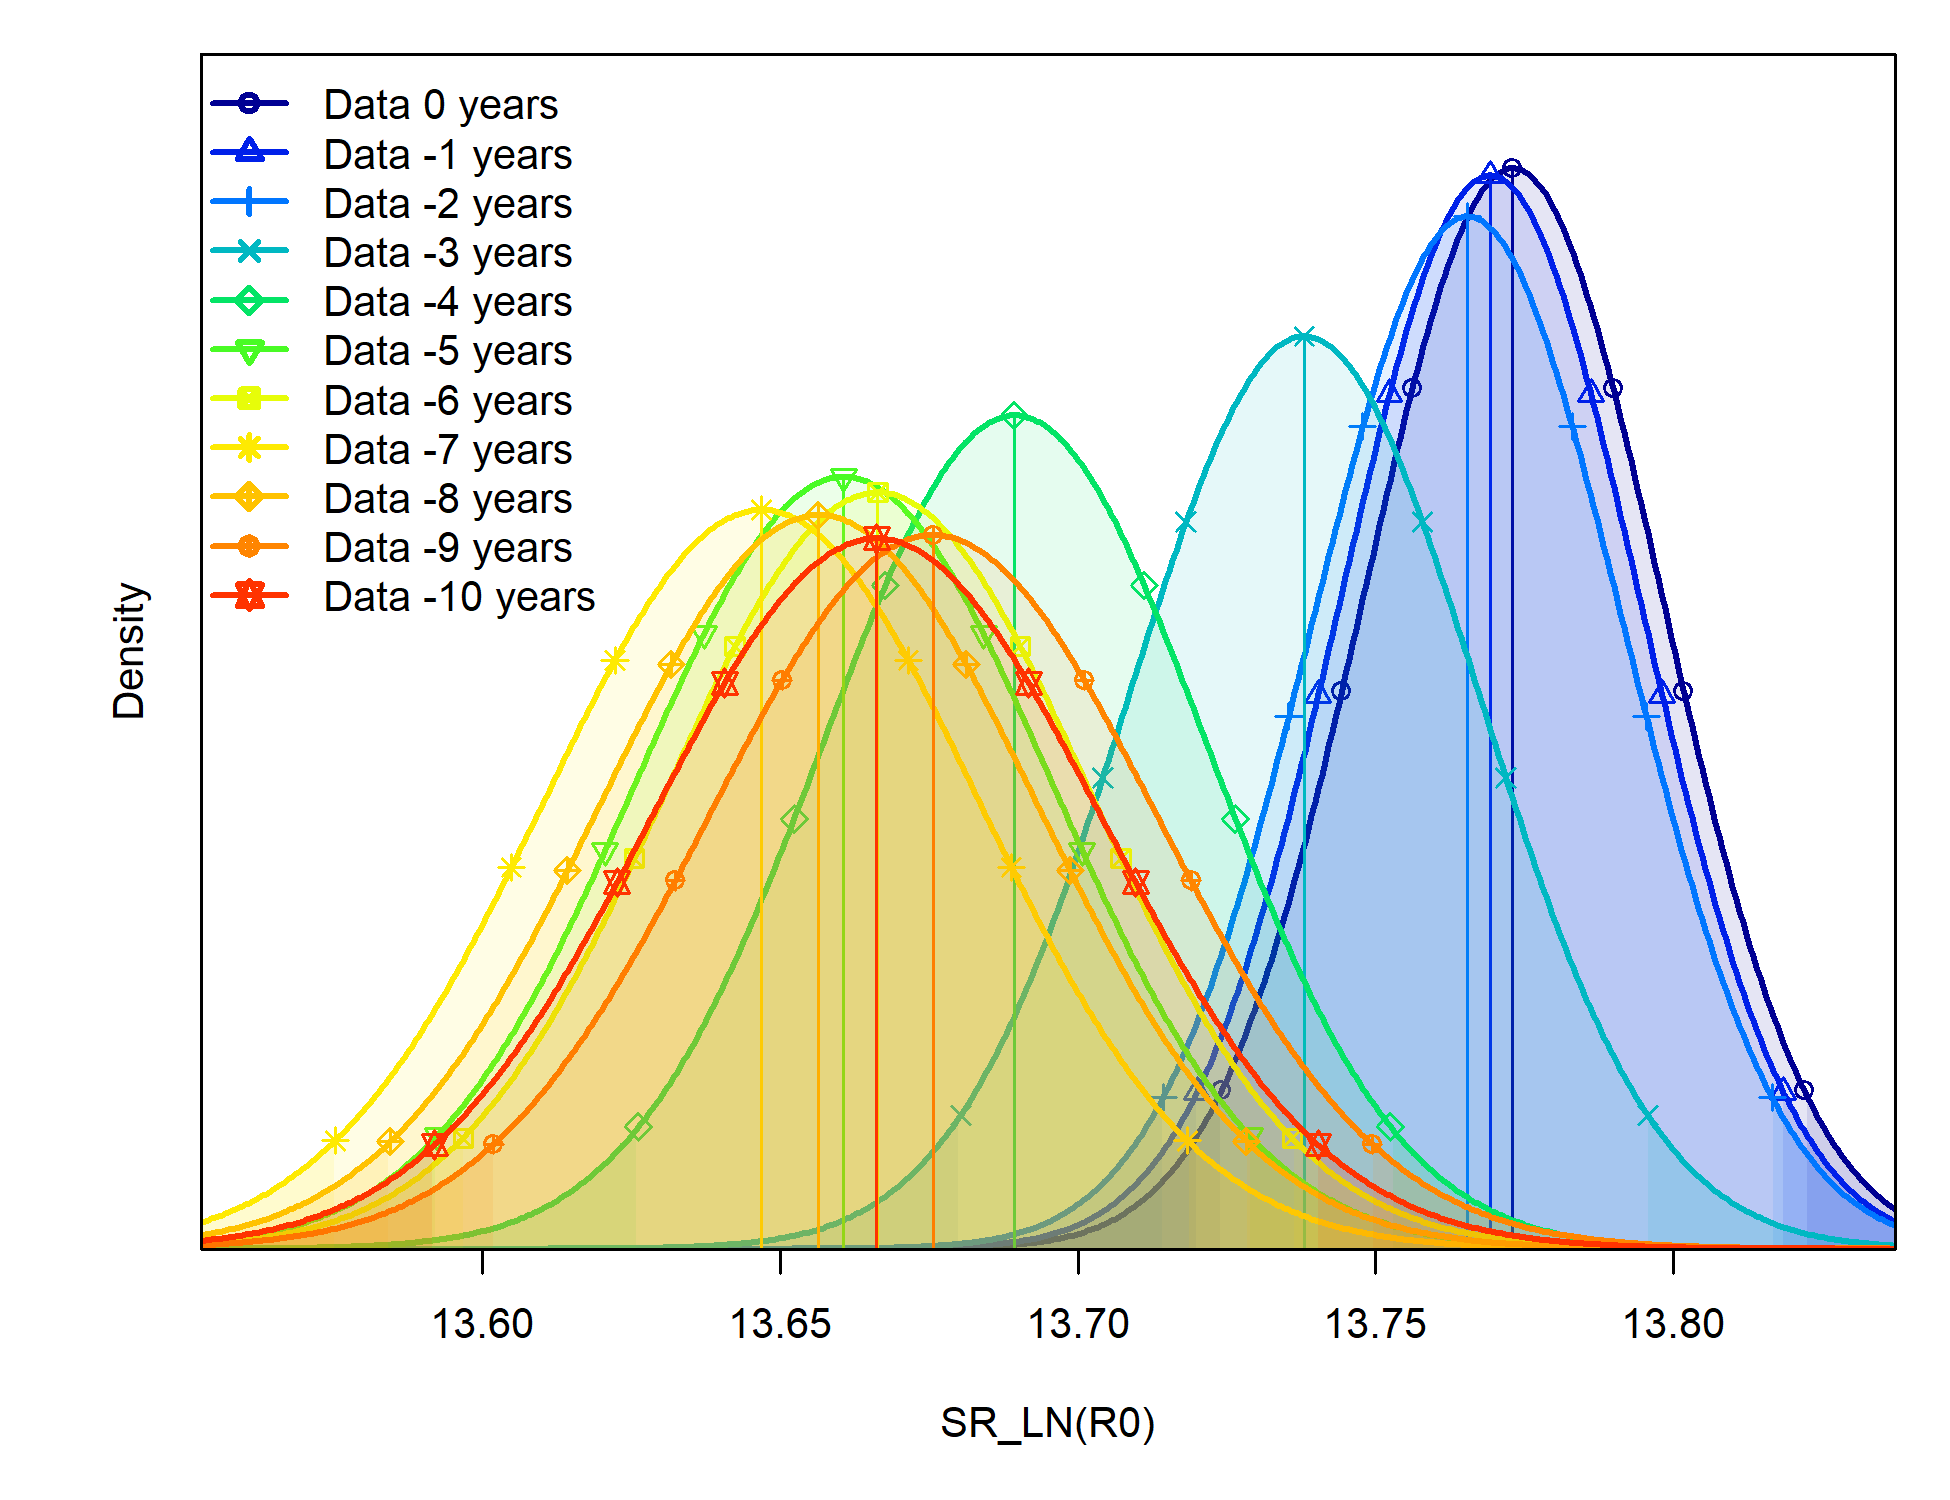 Data 0 years
Data -1 years
Data -2 years
Data -3 years
Data -4 years
Data -5 years
Data -6 years
Data -7 years
Data -8 years
Data -9 years
Data -10 years
Density
13.60 13.65 13.70 13.75 13.80
SR_LN(R0)